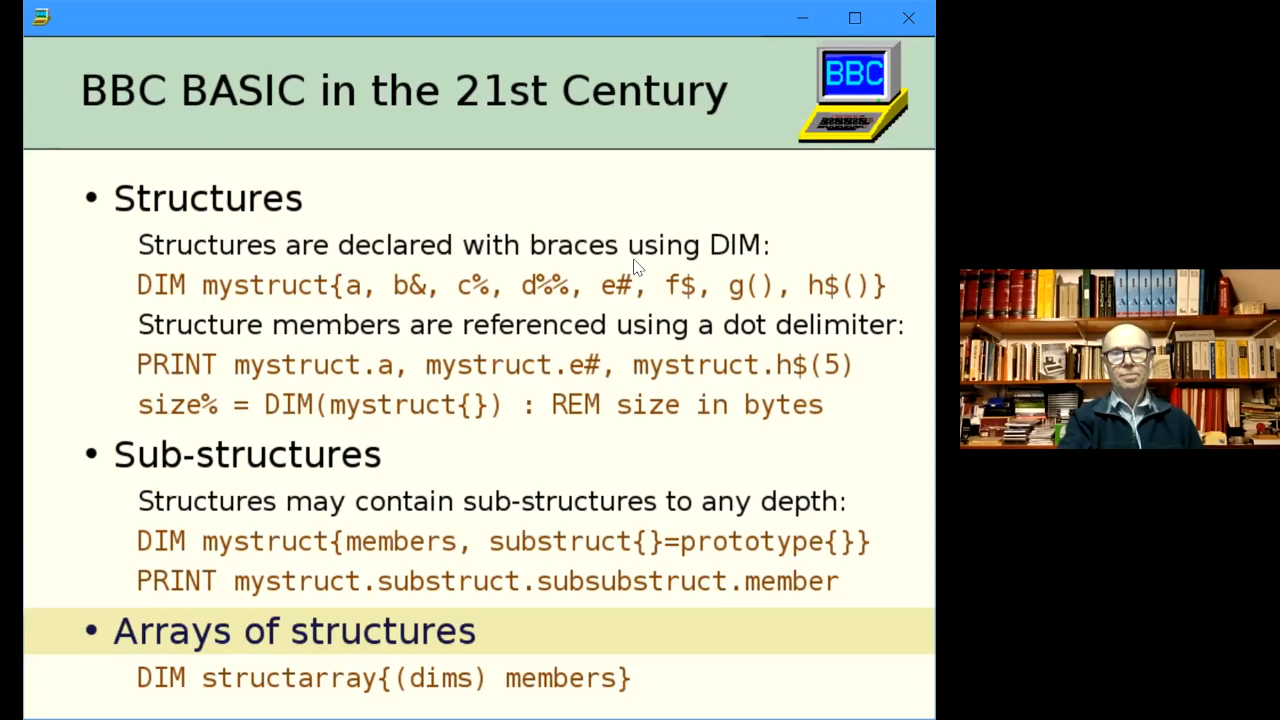 BBC BASIC in the 21st Century
BBC
• Structures
Structures are declared with braces using DIM:
DIM mystruct{a, b&, c%, d%%, e#, f$, g(), h$()}
Structure members are referenced using a dot delimiter:
PRINT mystruct.a, mystruct.e#, mystruct.h$(5)
size% = DIM(mystruct{}) : REM size in bytes
• Sub-structures
Structures may contain sub-structures to any depth:
DIM mystruct{members, substruct{}=prototype{}}
PRINT mystruct.substruct.subsubstruct.member
• Arrays of structures
DIM structarray{(dims) members}